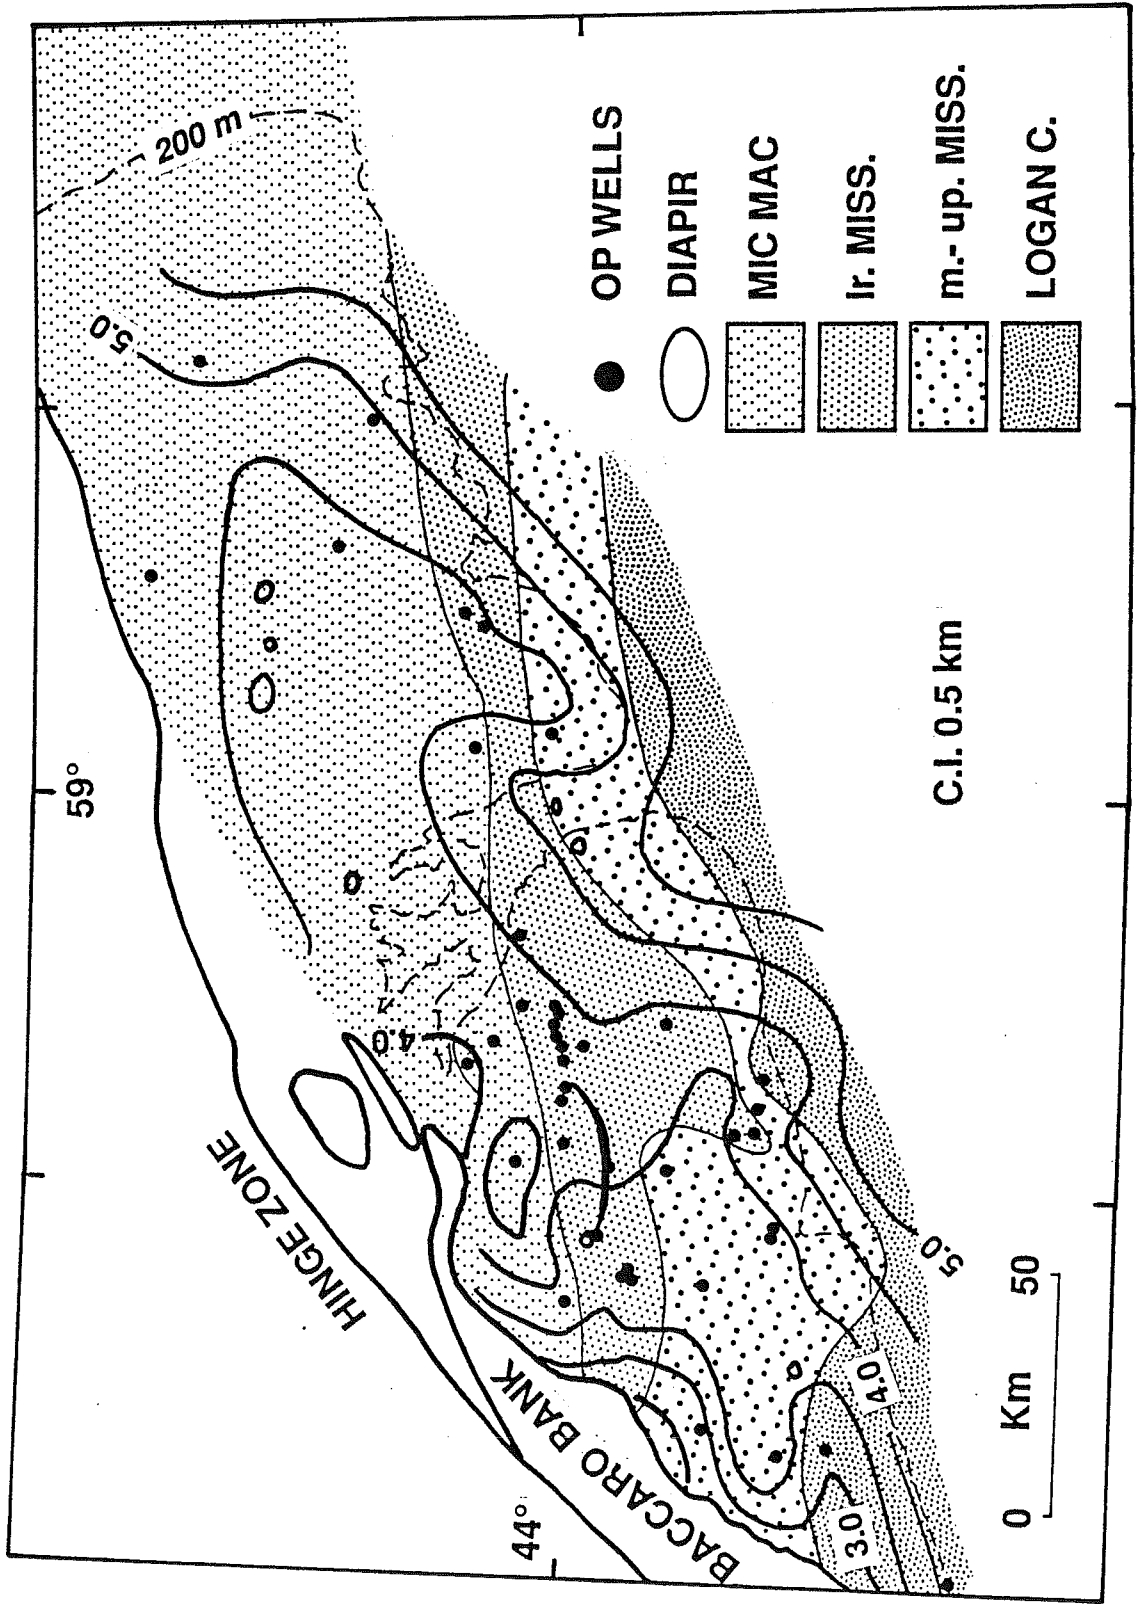 200 m
5.0
59°
4.0
HINGE ZONE
BACCARO BANK
44°
3.0
4.0
5.0
OP WELLS
DIAPIR
MIC MAC
lr. MISS.
m.- up. MISS.
LOGAN C.
C.I. 0.5 km
0 Km 50